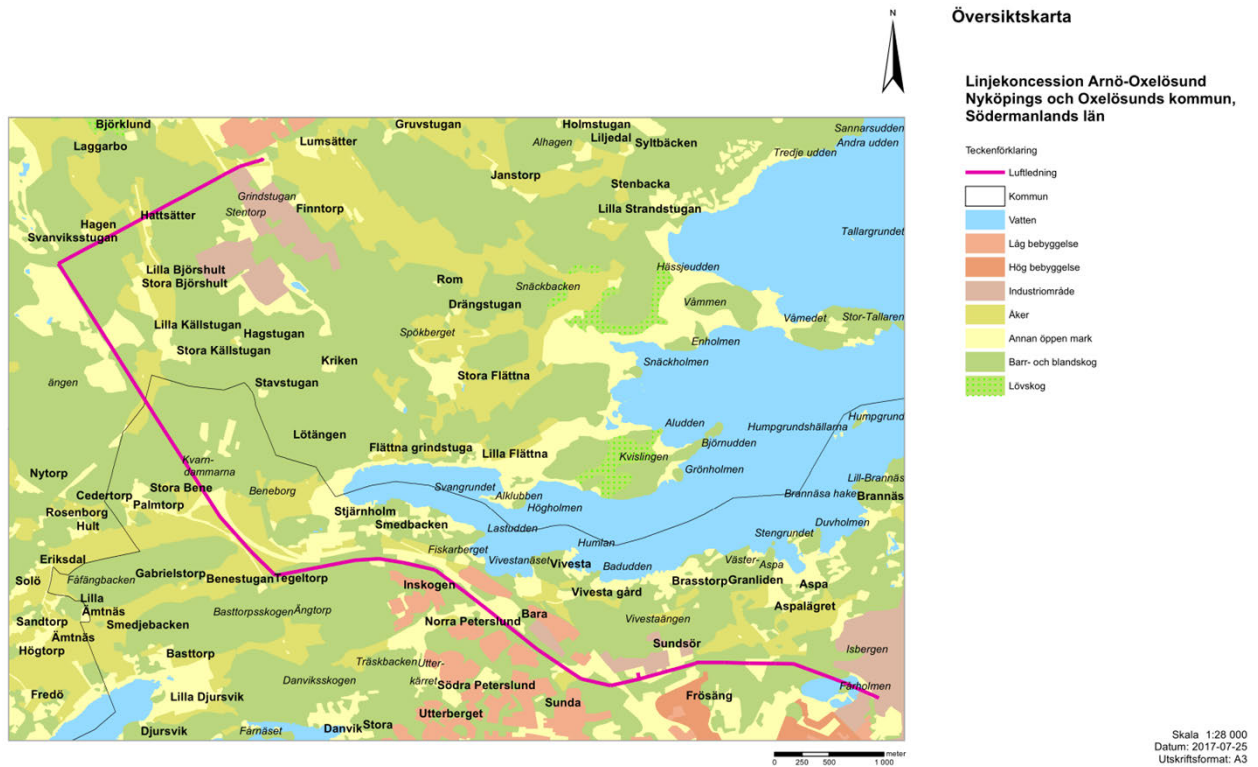 N
Översiktskarta
Linjekoncession Arnö-Oxelösund
Nyköpings och Oxelösunds kommun,
Södermanlands län
Teckenförklaring
Luftledning
Kommun
Vatten
Låg bebyggelse
Hög bebyggelse
Industriområde
Åker
Annan öppen mark
Barr- och blandskog
Lövskog
Björklund
Laggarbo
Lumsätter
Gruvstugan
Holmstugan
Alhagen
Liljedal
Syltbäcken
Sannarsudden
Andra udden
Tredje udden
Janstorp
Stenbacka
Grindstugan
Stentorp
Finntorp
Lilla Strandstugan
Hattsätter
Hagen
Svanviksstugan
Tallargrundet
Lilla Björshult
Stora Björshult
Rom
Snäckbacken
Hässjeudden
Drängstugan
Våmmen
Våmedet
Stor-Tallaren
Lilla Källstugan
Hagstugan
Spökberget
Enholmen
Stora Källstugan
Kriken
Snäckholmen
ängen
Stavstugan
Stora Flättna
Lötängen
Aludden
Humpgrundshällarna
Humpgrund
Flättna grindstuga
Lilla Flättna
Björnudden
Kvislingen
Grönholmen
Kvarn-
dammarna
Nytorp
Stora Bene
Beneborg
Svangrundet
Lill-Brannäs
Cedertorp
Palmtorp
Alklubben
Högholmen
Brannäsa hake
Brannäs
Rosenborg
Hult
Stjärnholm
Smedbacken
Lastudden
Duvholmen
Stengrundet
Humlan
Fiskarberget
Eriksdal
Vivestanäset
Vivesta
Badudden
Väster-
Aspa
Solö
Fåfängbacken
Gabrielstorp
Benestugan
Tegeltorp
Inskogen
Brasstorp
Granliden
Aspa
Vivesta gård
Lilla
Ämtnäs
Basttorpsskogen
Ängtorp
Aspalägret
Sandtorp
Smedjebacken
Norra Peterslund
Bara
Vivestaängen
Ämtnäs
Högtorp
Basttorp
Sundsör
Isbergen
Träskbacken
Utter-
kärret
Danviksskogen
Södra Peterslund
Fårholmen
Fredö
Lilla Djursvik
Sunda
Frösäng
Utterberget
Djursvik
Fårnäset
Danvik
Stora
meter
0 250 500 1 000
Skala 1:28 000
Datum: 2017-07-25
Utskriftsformat: A3